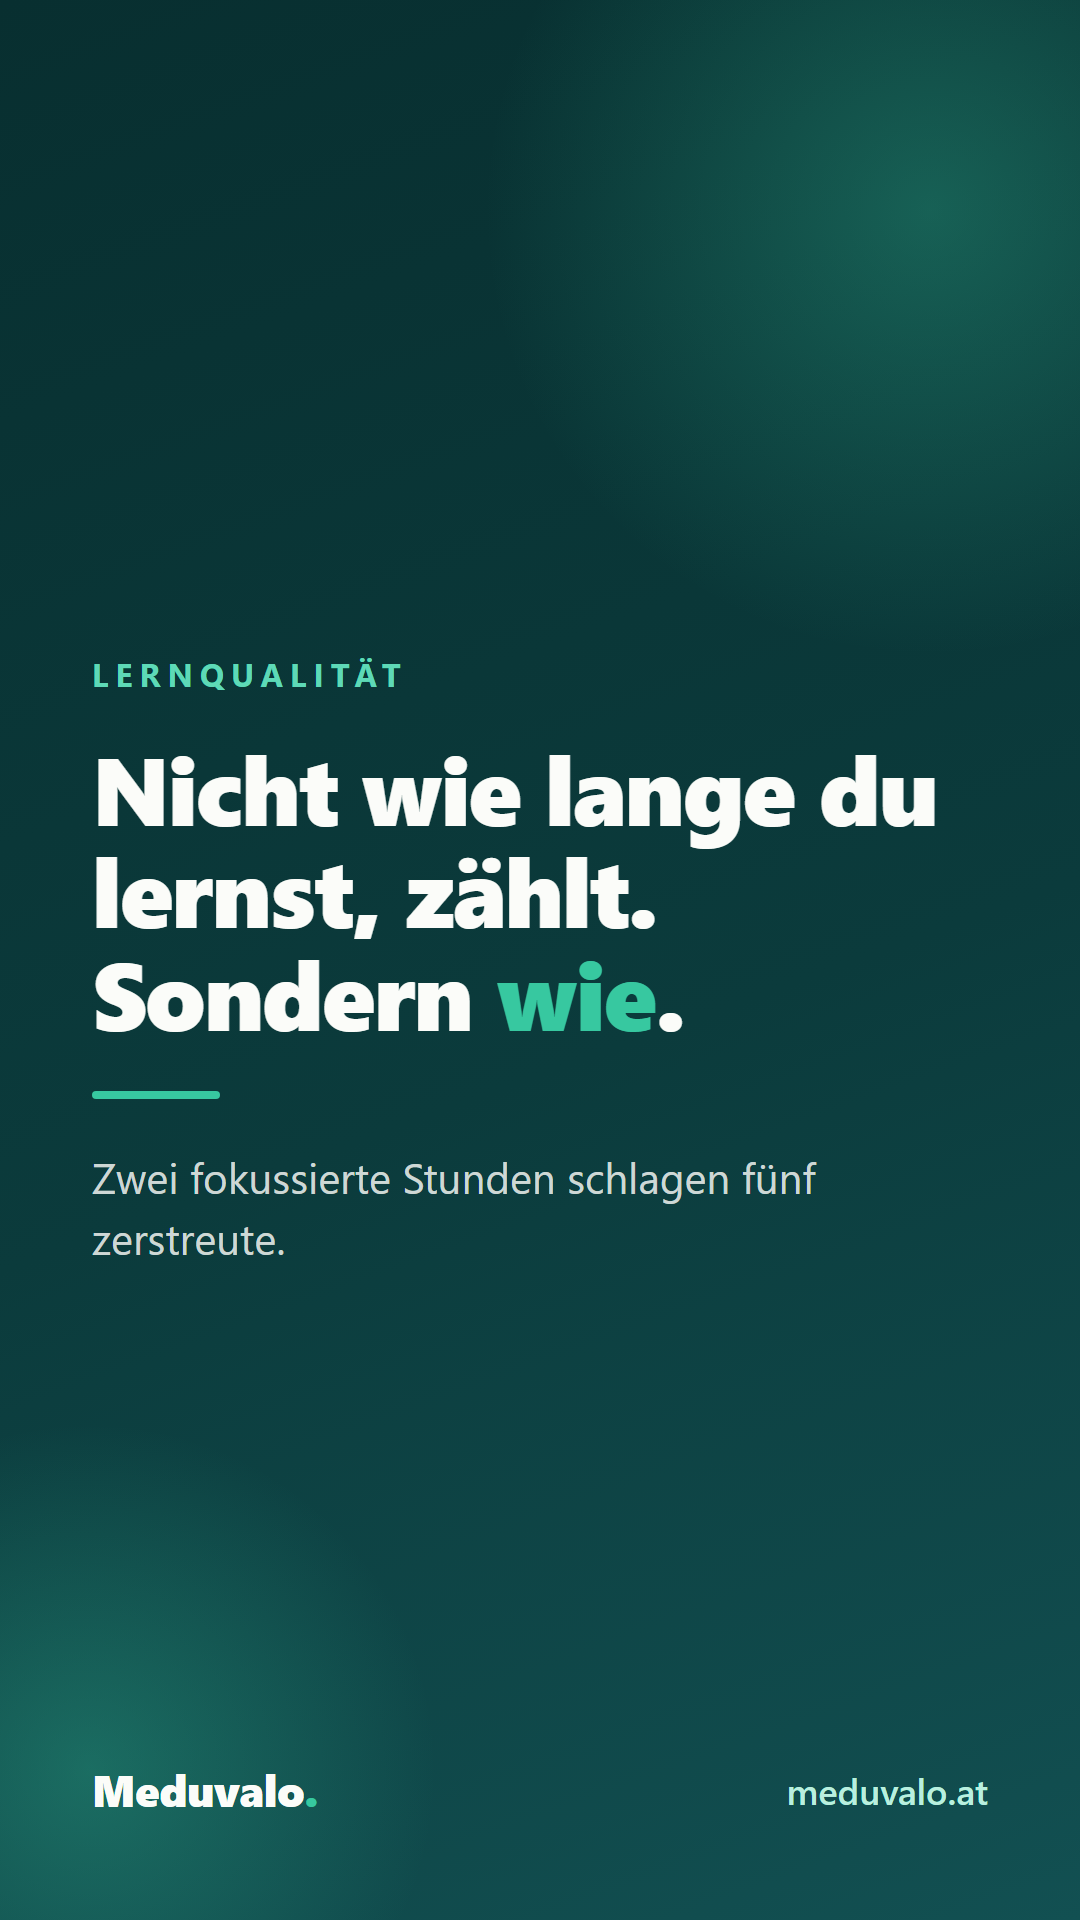 LERNQUALITÄT
Nicht wie lange du
lernst, zählt.
Sondern wie.
Zwei fokussierte Stunden schlagen fünf
zerstreute.
Meduvalo.
meduvalo.at